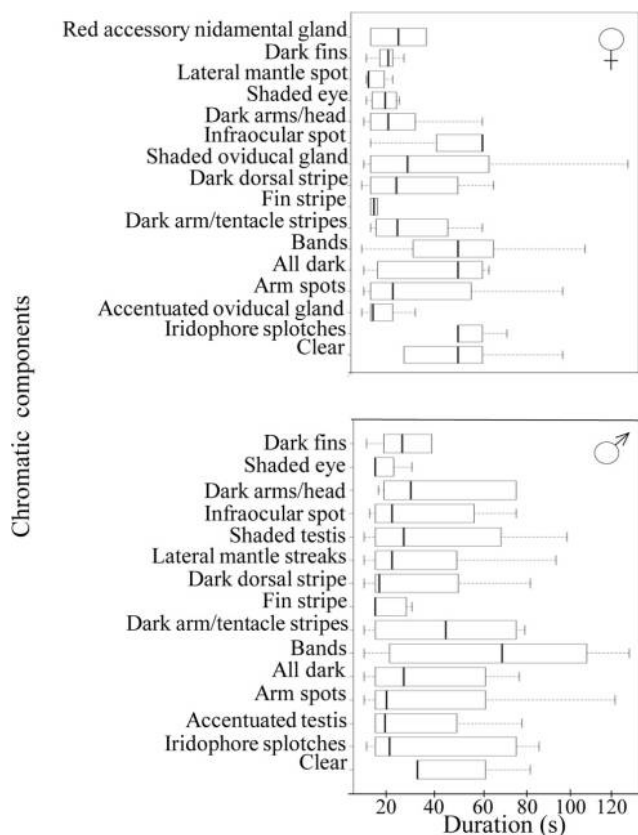 Red accessory nidamental gland
Dark fins
Lateral mantle spot
Shaded eye
Dark arms/head
Infraocular spot
Shaded oviducal gland
Dark dorsal stripe
Fin stripe
Dark arm/tentacle stripes
Bands
All dark
Arm spots
Accentuated oviducal gland
Iridophore splotches
Clear
♀
Chromatic components
Dark fins
Shaded eye
Dark arms/head
Infraocular spot
Shaded testis
Lateral mantle streaks
Dark dorsal stripe
Fin stripe
Dark arm/tentacle stripes
Bands
All dark
Arm spots
Accentuated testis
Iridophore splotches
Clear
♂
20 40 60 80 100 120
Duration (s)